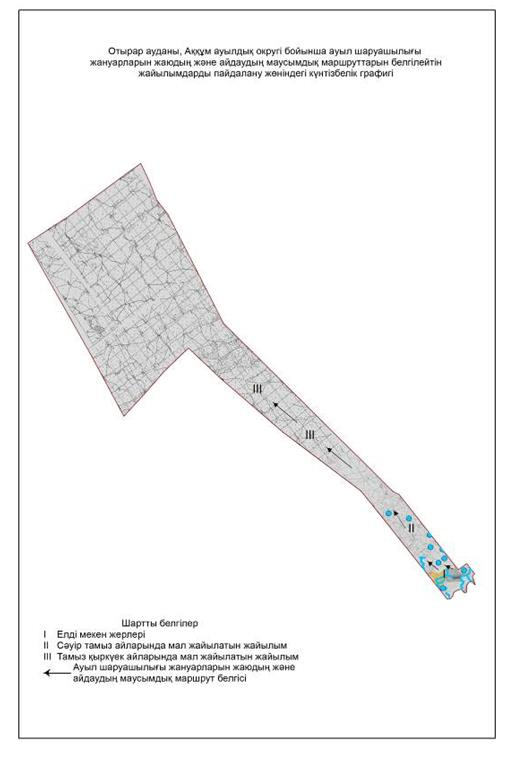 Отырар ауданы, Аққұм ауылдық округі бойынша ауыл шаруашылығы
жануарларын жаюдың және айдаудың маусымдық маршруттарын белгілейтін
жайылымдарды пайдалану жөніндегі күнтізбелік графигі
III
III
II
I
Шартты белгілер
I Елді мекен жерлері
II Сәуір тамыз айларында мал жайылатын жайылым
III Тамыз қыркүек айларында мал жайылатын жайылым
Ауыл шаруашылығы жануарларын жаюдың және
айдаудың маусымдық маршрут белгісі